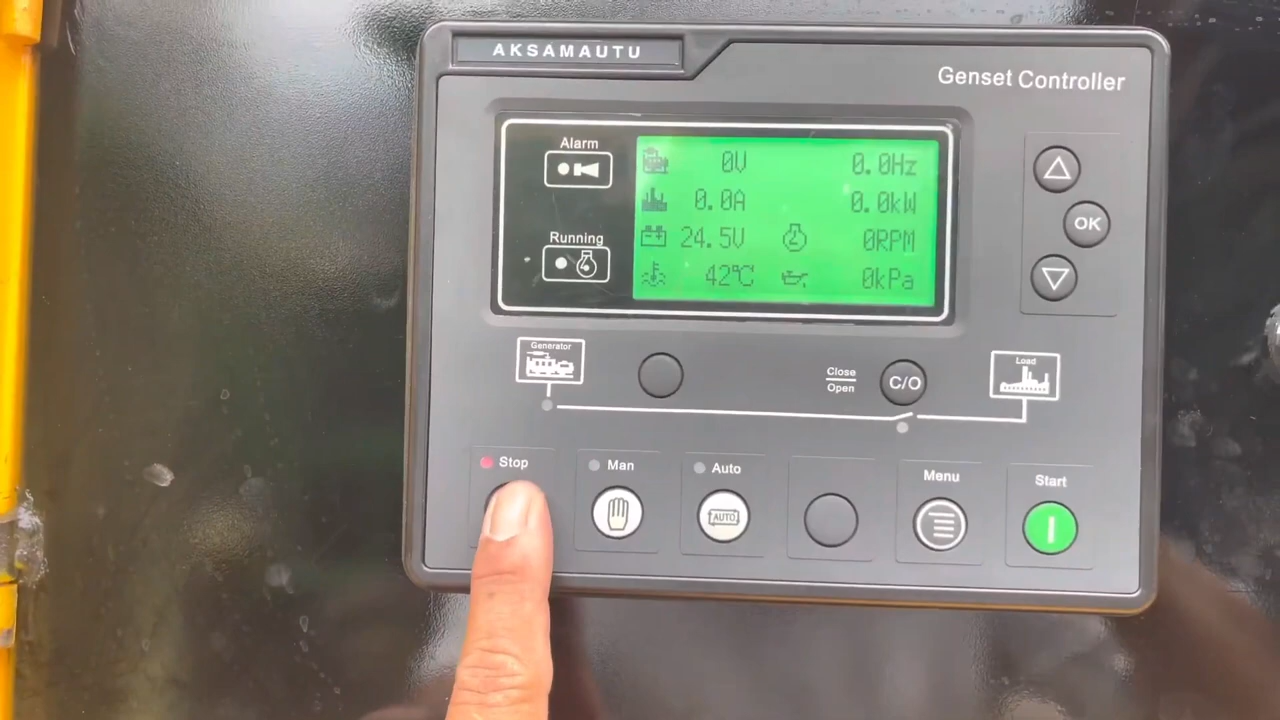 AKSAMAUTU
Genset Controller
Alarm
0V 0.0Hz
0.0A 0.0kW
Running
24.5V 0RPM
42℃ 0kPa
OK
Generator
Close
Open
C/O
Load
Stop
Man
Auto
Menu
Start
AUTO